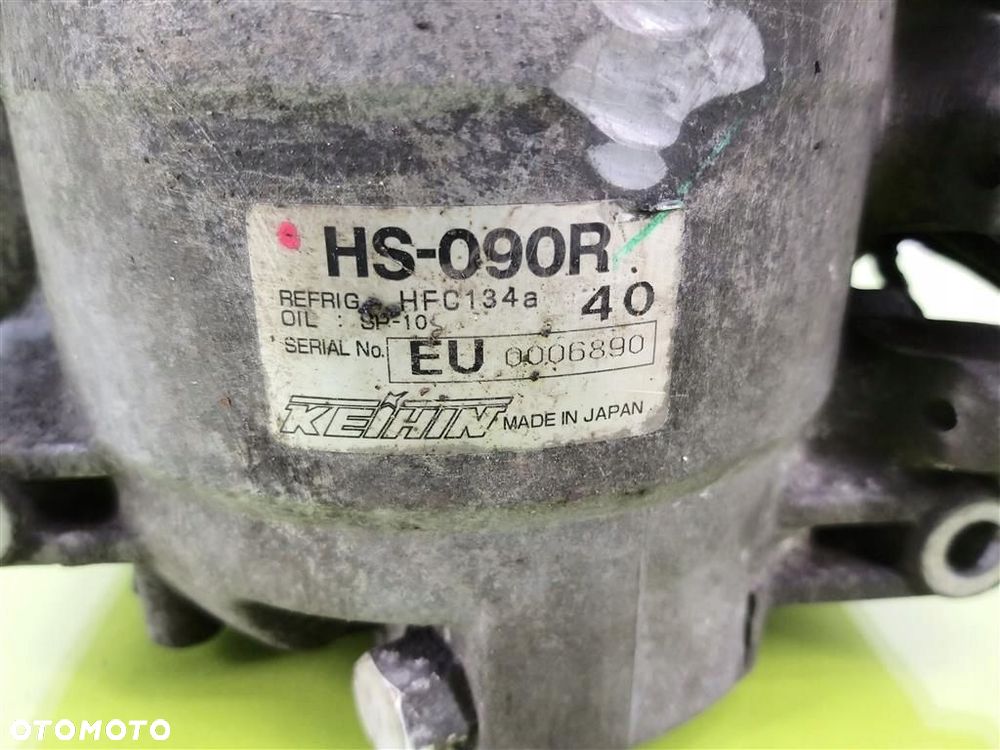 HS-090R
REFRIG. HFC134a 40
OIL : SP-10
SERIAL No. EU 0006890
KEIHIN MADE IN JAPAN
OTOMOTO